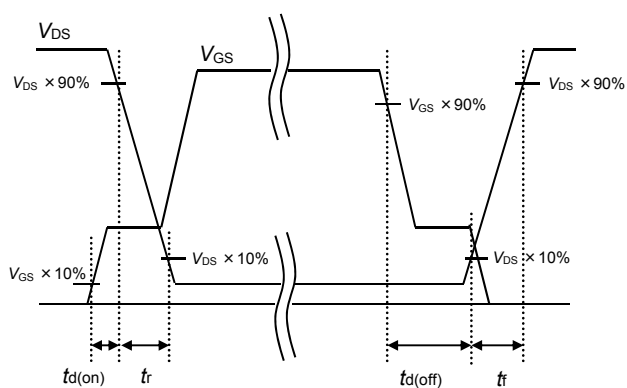 VDS
VGS
VDS × 90%
VDS × 90%
VGS × 90%
VGS × 10%
VDS × 10%
VDS × 10%
td(on)
tr
td(off)
tf